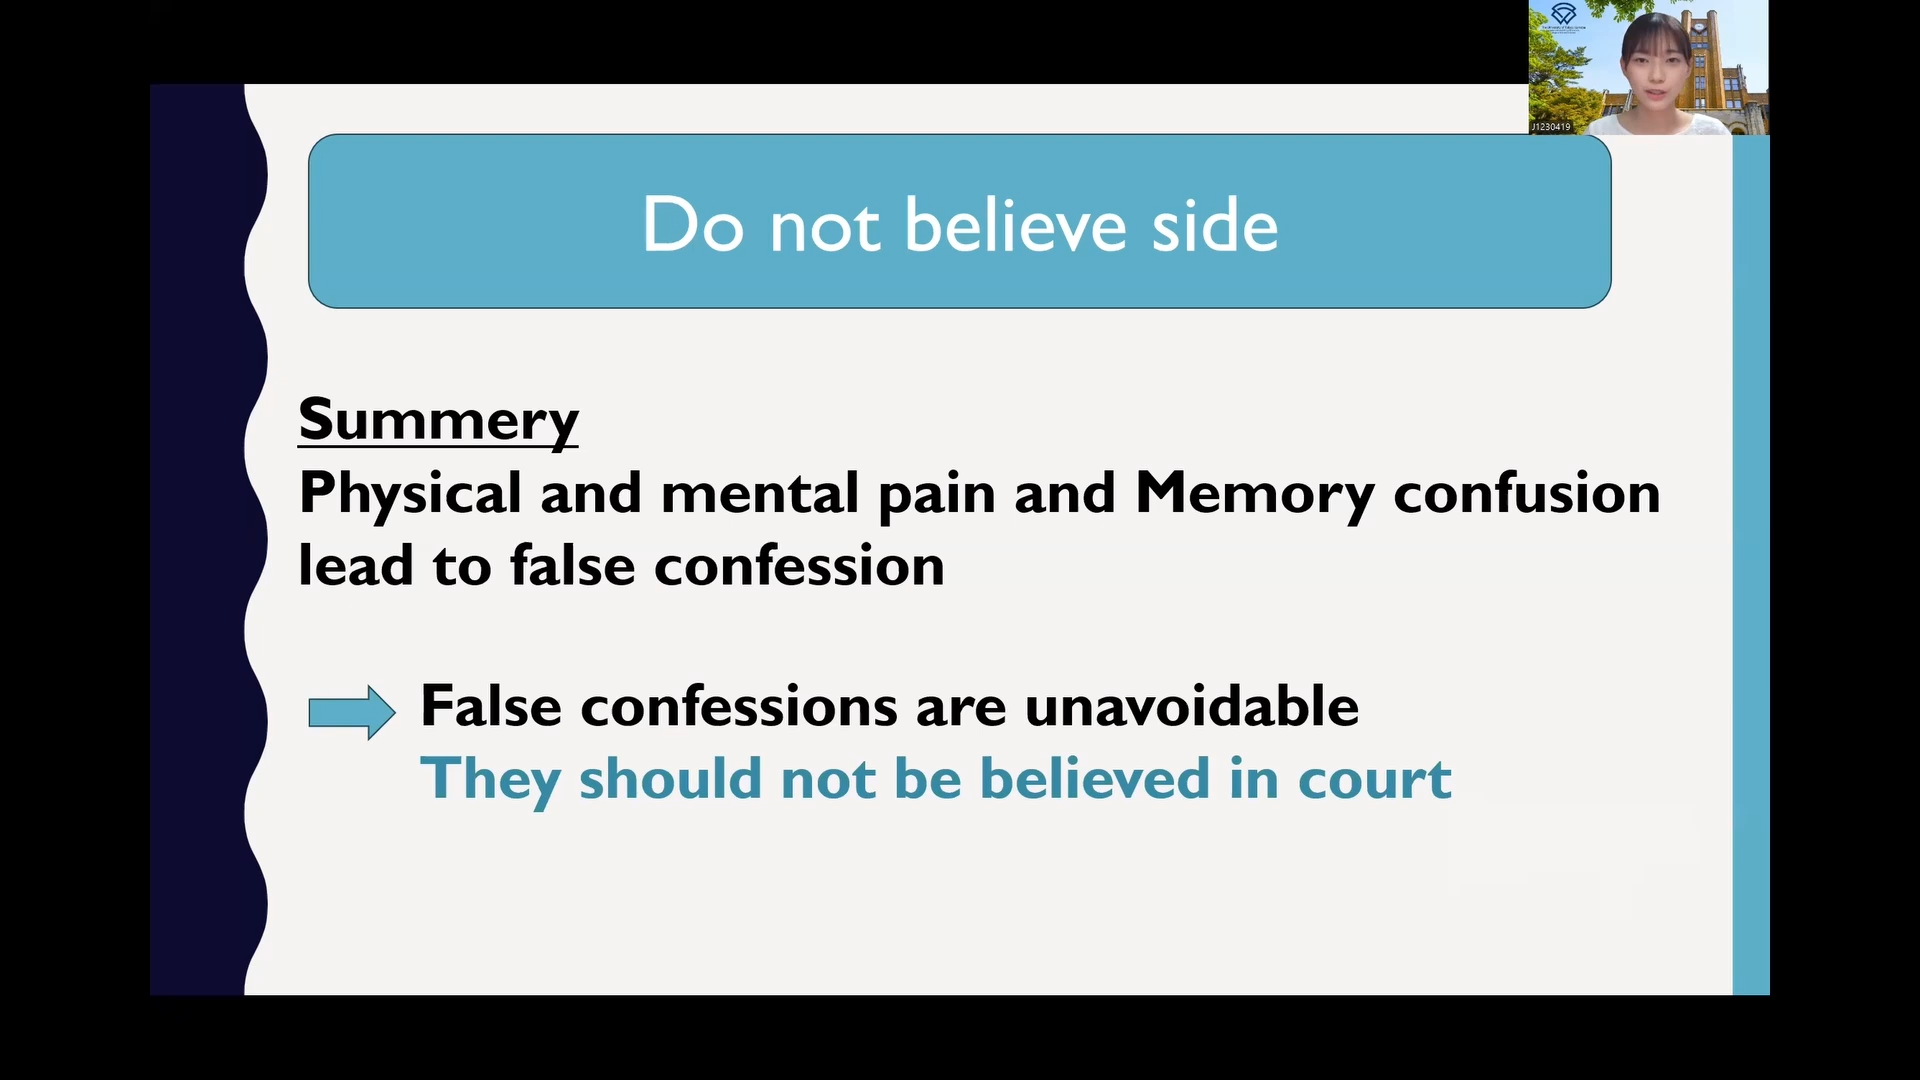 J1230419
Do not believe side
Summery
Physical and mental pain and Memory confusion
lead to false confession
False confessions are unavoidable
They should not be believed in court